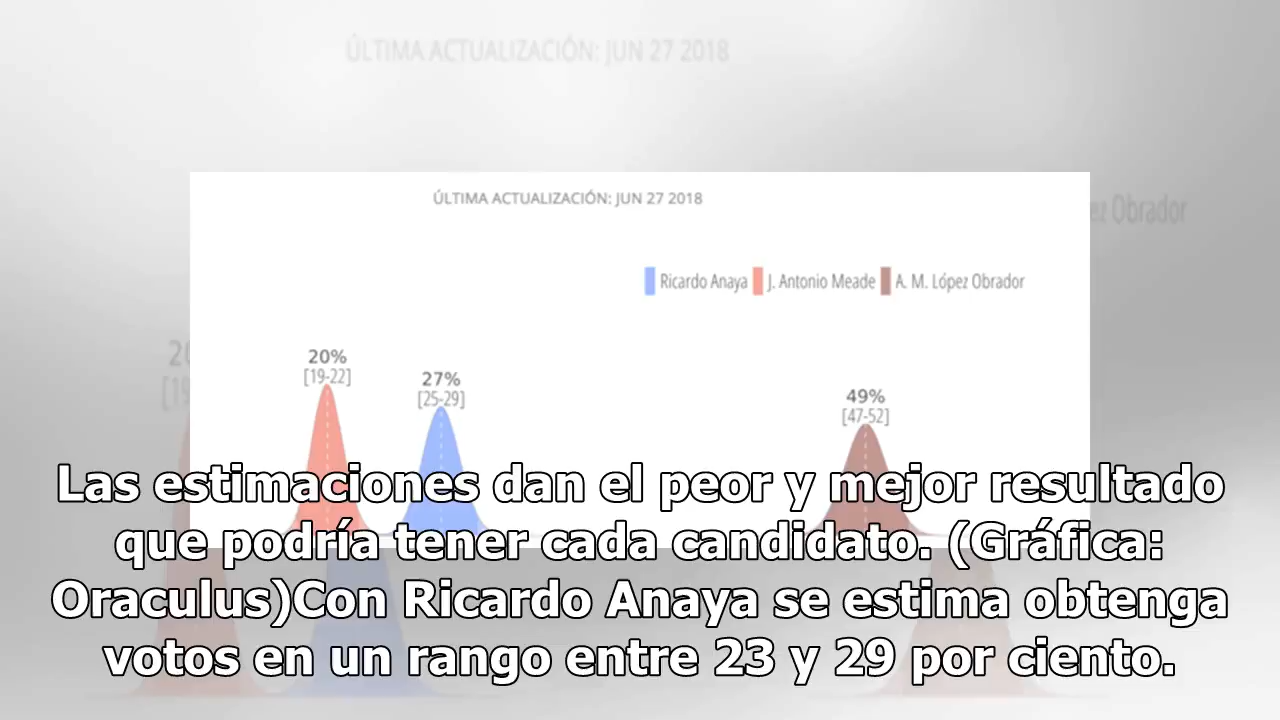 ÚLTIMA ACTUALIZACIÓN: JUN 27 2018
ÚLTIMA ACTUALIZACIÓN: JUN 27 2018
Obrador
Ricardo Anaya J. Antonio Meade A. M. López Obrador
20%
[19-22]
27%
[25-29]
49%
[47-52]
Las estimaciones dan el peor y mejor resultado
que podría tener cada candidato. (Gráfica:
Oraculus)Con Ricardo Anaya se estima obtenga
votos en un rango entre 23 y 29 por ciento.